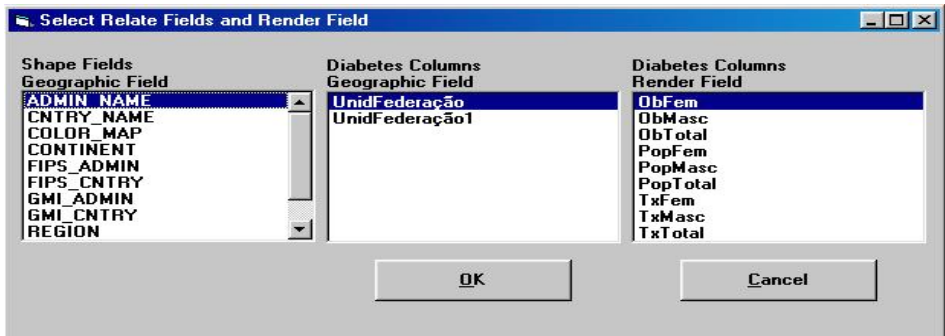 Select Relate Fields and Render Field
Shape Fields
Geographic Field
ADMIN_NAME
CNTRY_NAME
COLOR_MAP
CONTINENT
FIPS_ADMIN
FIPS_CNTRY
GMI_ADMIN
GMI_CNTRY
REGION
Diabetes Columns
Geographic Field
UnidFederação
UnidFederação1
Diabetes Columns
Render Field
ObFem
ObMasc
ObTotal
PopFem
PopMasc
PopTotal
TxFem
TxMasc
TxTotal
OK
Cancel